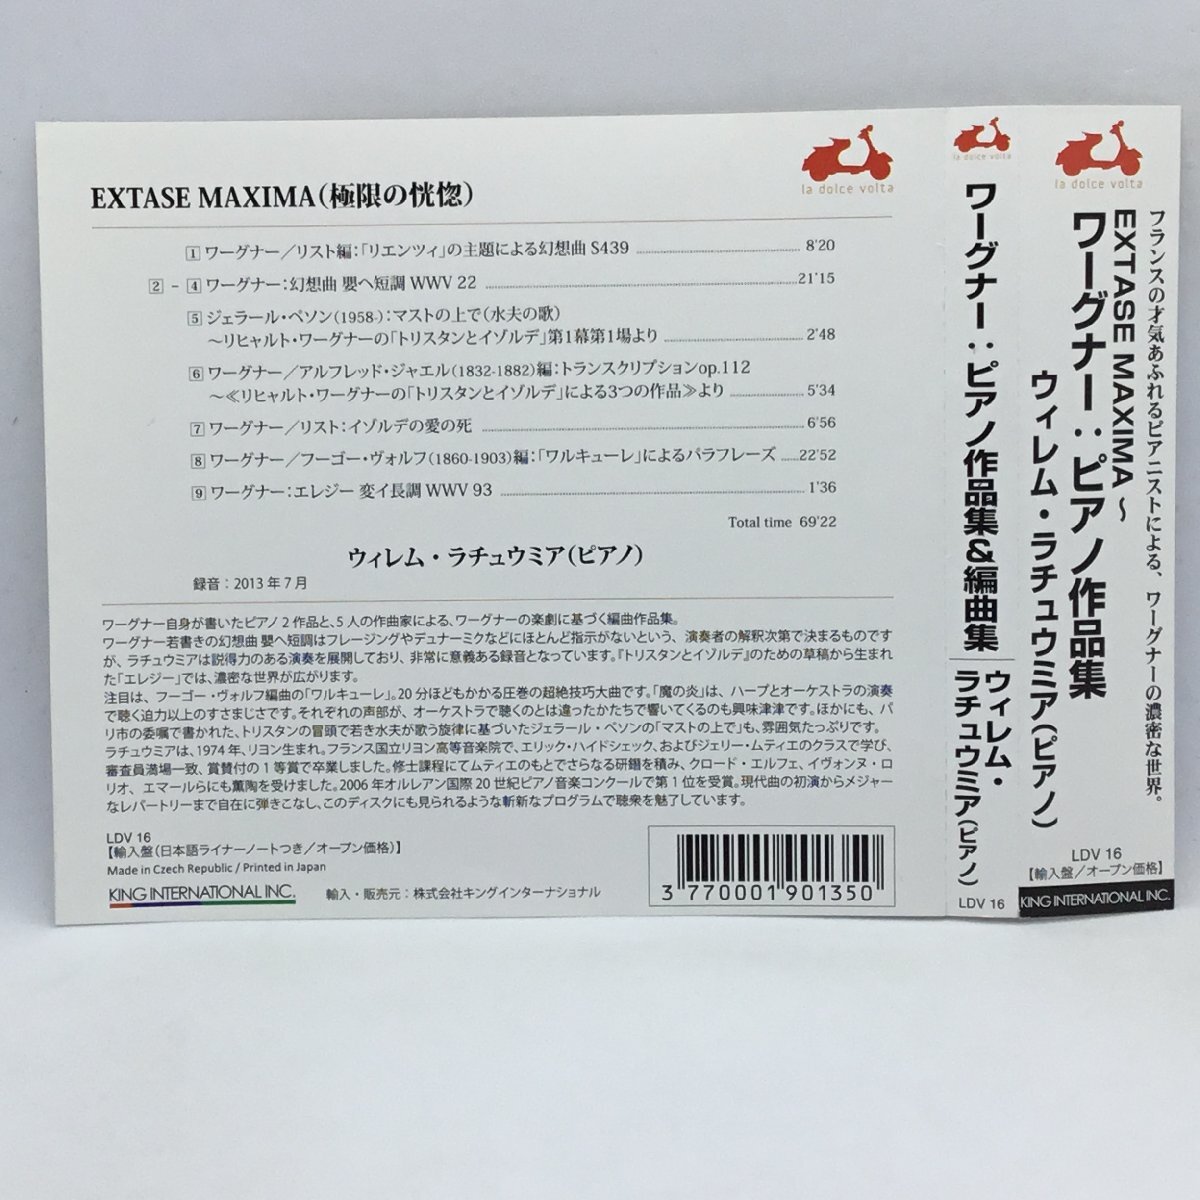 la dolce volta
EXTASE MAXIMA(極限の恍惚)
1 ワーグナー/リスト編:「リエンツィ」の主題による幻想曲 S439 8'20
2 - 4 ワーグナー:幻想曲 嬰ヘ短調 WWV 22 21'15
5 ジェラール・ペソン(1958-):マストの上で(水夫の歌)
~リヒャルト・ワーグナーの「トリスタンとイゾルデ」第1幕第1場より 2'48
6 ワーグナー/アルフレッド・ジャエル(1832-1882)編:トランスクリプションop.112
~≪リヒャルト・ワーグナーの「トリスタンとイゾルデ」による3つの作品≫より 5'34
7 ワーグナー/リスト:イゾルデの愛の死 6'56
8 ワーグナー/フーゴー・ヴォルフ(1860-1903)編:「ワルキューレ」によるパラフレーズ 22'52
9 ワーグナー:エレジー 変イ長調 WWV 93 1'36
Total time 69'22
ウィレム・ラチュウミア(ピアノ)
録音:2013年7月
ワーグナー自身が書いたピアノ2作品と、5人の作曲家による、ワーグナーの楽劇に基づく編曲作品集。
ワーグナー若書きの幻想曲 嬰ヘ短調はフレージングやデュナーミクなどにほとんど指示がないという、演奏者の解釈次第で決まるものです
が、ラチュウミアは説得力のある演奏を展開しており、非常に意義ある録音となっています。『トリスタンとイゾルデ』のための草稿から生まれ
た「エレジー」では、濃密な世界が広がります。
注目は、フーゴー・ヴォルフ編曲の「ワルキューレ」。20分ほどもかかる圧巻の超絶技巧大曲です。「魔の炎」は、ハープとオーケストラの演奏
で聴く迫力以上のすさまじさです。それぞれの声部が、オーケストラで聴くのとは違ったかたちで響いてくるのも興味津津です。ほかにも、パ
リ市の委嘱で書かれた、トリスタンの冒頭で若き水夫が歌う旋律に基づいたジェラール・ペソンの「マストの上で」も、雰囲気たっぷりです。
ラチュウミアは、1974年、リヨン生まれ。フランス国立リヨン高等音楽院で、エリック・ハイドシェック、およびジェリー・ムティエのクラスで学び、
審査員満場一致、賞賛付の1等賞で卒業しました。修士課程にてムティエのもとでさらなる研鑽を積み、クロード・エルフェ、イヴォンヌ・ロ
リオ、エマールらにも薫陶を受けました。2006年オルレアン国際20世紀ピアノ音楽コンクールで第1位を受賞。現代曲の初演からメジャー
なレパートリーまで自在に弾きこなし、このディスクにも見られるような斬新なプログラムで聴衆を魅了しています。
LDV 16
【輸入盤(日本語ライナーノートつき/オープン価格)】
Made in Czech Republic / Printed in Japan
KING INTERNATIONAL INC.
輸入・販売元:株式会社キングインターナショナル
3 770001 901350
la dolce volta
ワーグナー:ピアノ作品集&編曲集
ウィレム・
ラチュウミア(ピアノ)
LDV 16
la dolce volta
フランスの才気あふれるピアニストによる、ワーグナーの濃密な世界。
EXTASE MAXIMA~
ワーグナー:ピアノ作品集
ウィレム・ラチュウミア(ピアノ)
LDV 16
【輸入盤/オープン価格】
KING INTERNATIONAL INC.